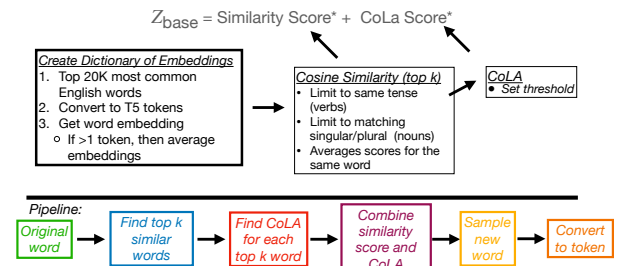 Zbase = Similarity Score* + CoLa Score*
Create Dictionary of Embeddings
1. Top 20K most common
English words
2. Convert to T5 tokens
3. Get word embedding
o If >1 token, then average
embeddings
Cosine Similarity (top k)
• Limit to same tense
(verbs)
• Limit to matching
singular/plural (nouns)
• Averages scores for the
same word
CoLA
• Set threshold
Pipeline:
Original
word
Find top k
similar
words
Find CoLA
for each
top k word
Combine
similarity
score and
CoLA
Sample
new
word
Convert
to token